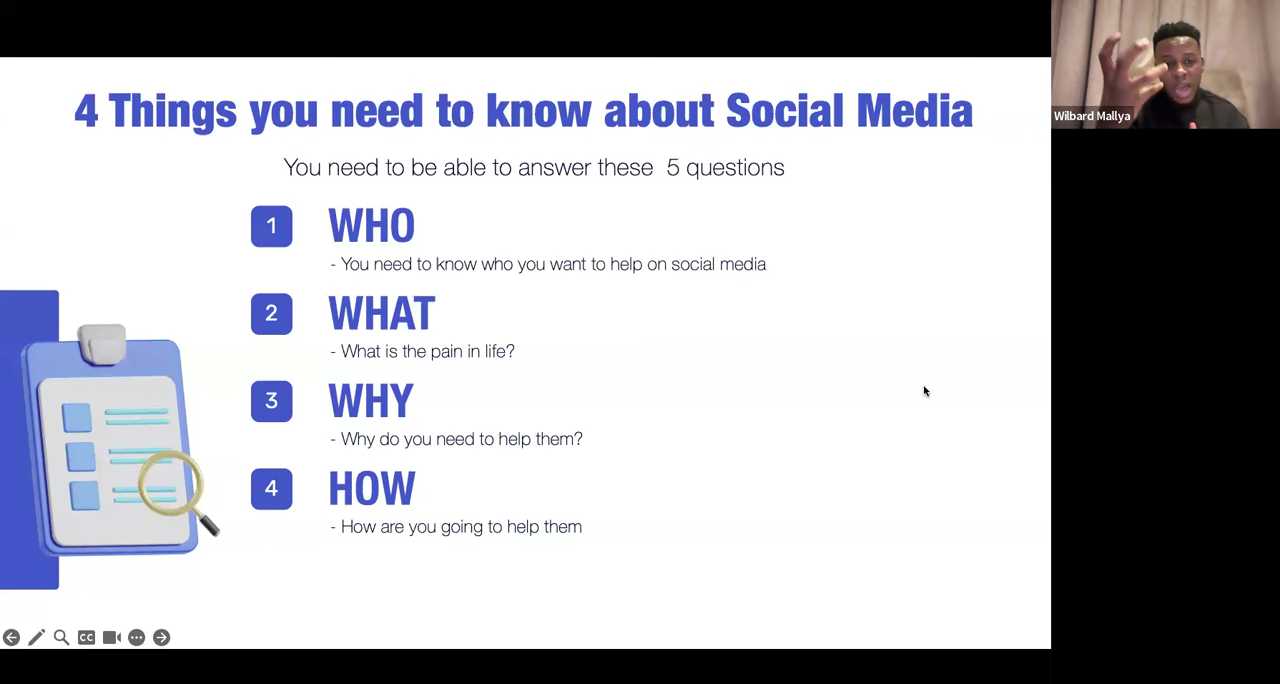 4 Things you need to know about Social Media
You need to be able to answer these 5 questions
1 WHO
- You need to know who you want to help on social media
2 WHAT
- What is the pain in life?
3 WHY
- Why do you need to help them?
4 HOW
- How are you going to help them
CC
Wilbard Mallya